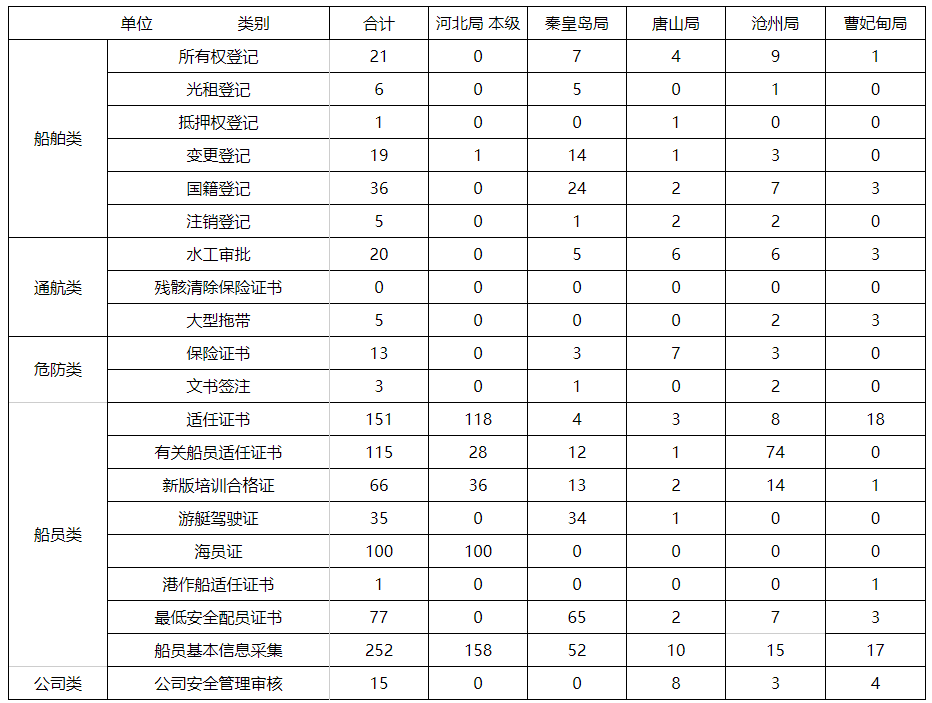 单位 类别 合计 河北局 本级 秦皇岛局 唐山局 沧州局 曹妃甸局
船舶类
所有权登记 21 0 7 4 9 1
光租登记 6 0 5 0 1 0
抵押权登记 1 0 0 1 0 0
变更登记 19 1 14 1 3 0
国籍登记 36 0 24 2 7 3
注销登记 5 0 1 2 2 0
通航类
水工审批 20 0 5 6 6 3
残骸清除保险证书 0 0 0 0 0 0
大型拖带 5 0 0 0 2 3
危防类
保险证书 13 0 3 7 3 0
文书签注 3 0 1 0 2 0
船员类
适任证书 151 118 4 3 8 18
有关船员适任证书 115 28 12 1 74 0
新版培训合格证 66 36 13 2 14 1
游艇驾驶证 35 0 34 1 0 0
海员证 100 100 0 0 0 0
港作船适任证书 1 0 0 0 0 1
最低安全配员证书 77 0 65 2 7 3
船员基本信息采集 252 158 52 10 15 17
公司类 公司安全管理审核 15 0 0 8 3 4